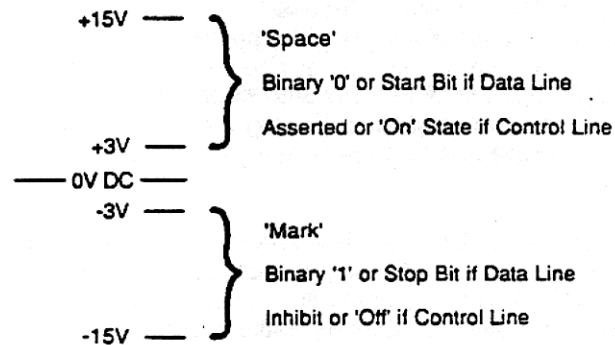 +15V
'Space'
Binary '0' or Start Bit if Data Line
Asserted or 'On' State if Control Line
+3V
0V DC
-3V
'Mark'
Binary '1' or Stop Bit if Data Line
Inhibit or 'Off' if Control Line
-15V